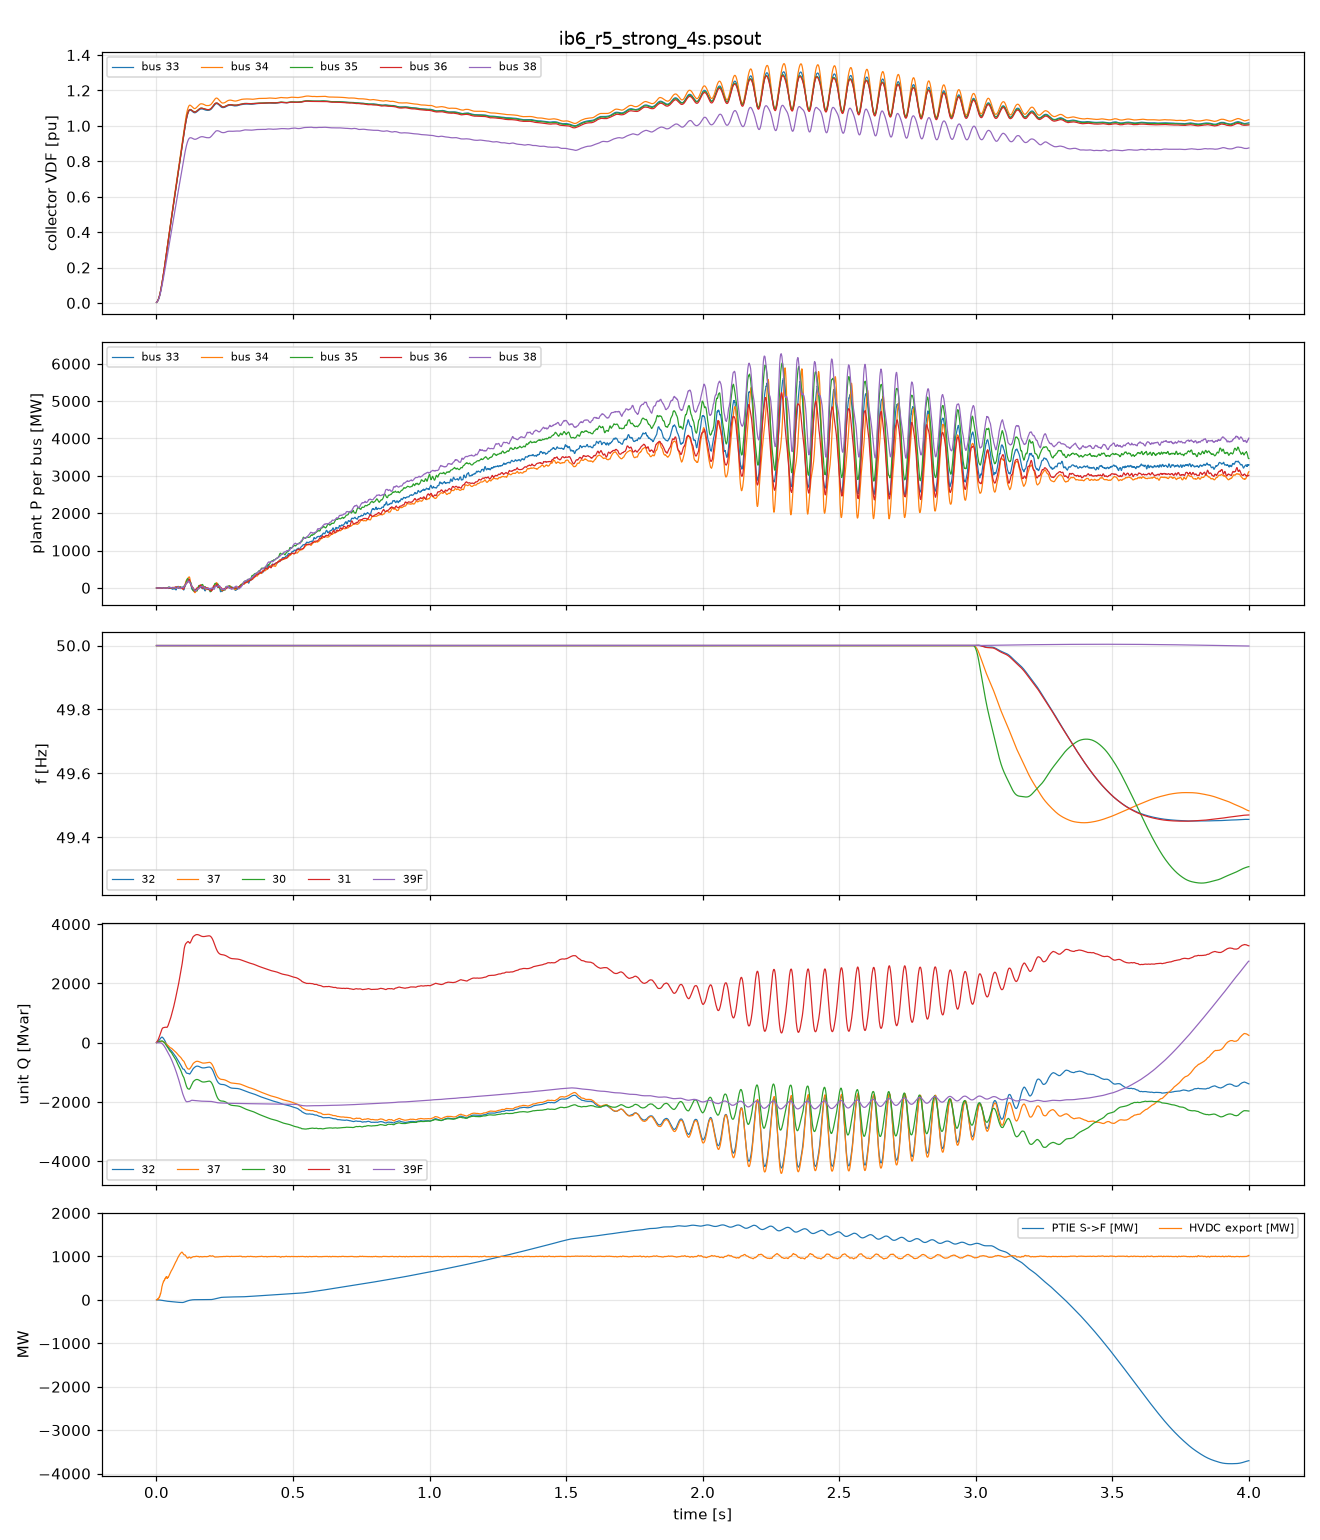 ib6_r5_strong_4s.psout
collector VDF [pu]
1.4
1.2
1.0
0.8
0.6
0.4
0.2
0.0
bus 33 bus 34 bus 35 bus 36 bus 38
plant P per bus [MW]
6000
5000
4000
3000
2000
1000
0
bus 33 bus 34 bus 35 bus 36 bus 38
f [Hz]
50.0
49.8
49.6
49.4
32 37 30 31 39F
unit Q [Mvar]
4000
2000
0
−2000
−4000
32 37 30 31 39F
MW
2000
1000
0
−1000
−2000
−3000
−4000
PTIE S->F [MW] HVDC export [MW]
0.0 0.5 1.0 1.5 2.0 2.5 3.0 3.5 4.0
time [s]